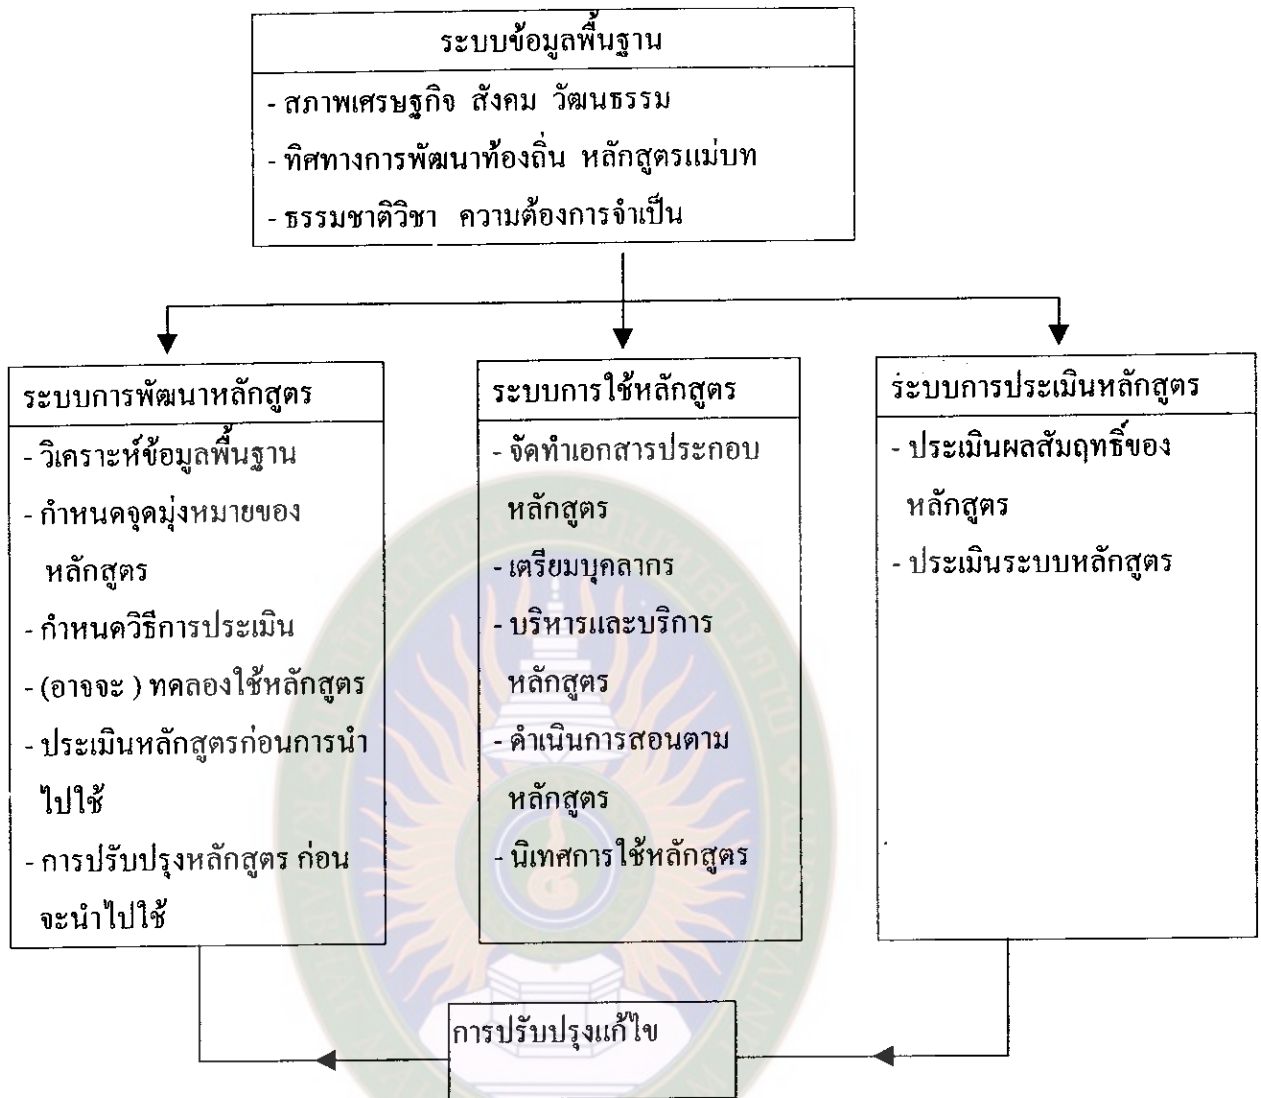 ระบบข้อมูลพื้นฐาน
- สภาพเศรษฐกิจ สังคม วัฒนธรรม
- ทิศทางการพัฒนาท้องถิ่น หลักสูตรแม่บท
- ธรรมชาติวิชา ความต้องการจำเป็น
ระบบการพัฒนาหลักสูตร
- วิเคราะห์ข้อมูลพื้นฐาน
- กำหนดจุดมุ่งหมายของ
หลักสูตร
- กำหนดวิธีการประเมิน
- (อาจจะ ) ทดลองใช้หลักสูตร
- ประเมินหลักสูตรก่อนการนำ
ไปใช้
- การปรับปรุงหลักสูตร ก่อน
จะนำไปใช้
ระบบการใช้หลักสูตร
- จัดทำเอกสารประกอบ
หลักสูตร
- เตรียมบุคลากร
- บริหารและบริการ
หลักสูตร
- ดำเนินการสอนตาม
หลักสูตร
- นิเทศการใช้หลักสูตร
ระบบการประเมินหลักสูตร
- ประเมินผลสัมฤทธิ์ของ
หลักสูตร
- ประเมินระบบหลักสูตร
การปรับปรุงแก้ไข